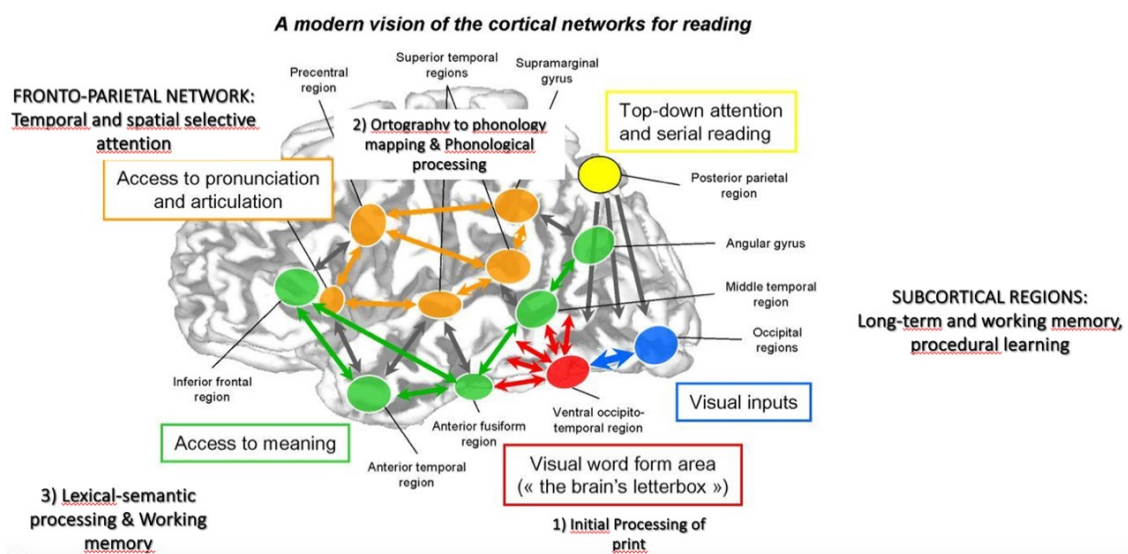 A modern vision of the cortical networks for reading
Superior temporal
regions
Supramarginal
gyrus
Precentral
region
FRONTO-PARIETAL NETWORK:
Temporal and spatial selective
attention
2) Ortography to phonology
mapping & Phonological
processing
Top-down attention
and serial reading
Access to pronunciation
and articulation
Posterior parietal
region
Angular gyrus
Middle temporal
region
SUBCORTICAL REGIONS:
Long-term and working memory,
procedural learning
Occipital
regions
Inferior frontal
region
Visual inputs
Ventral occipito-
temporal region
Anterior fusiform
region
Access to meaning
Anterior temporal
region
Visual word form area
(« the brain's letterbox »)
3) Lexical-semantic
processing & Working
memory
1) Initial Processing of
print